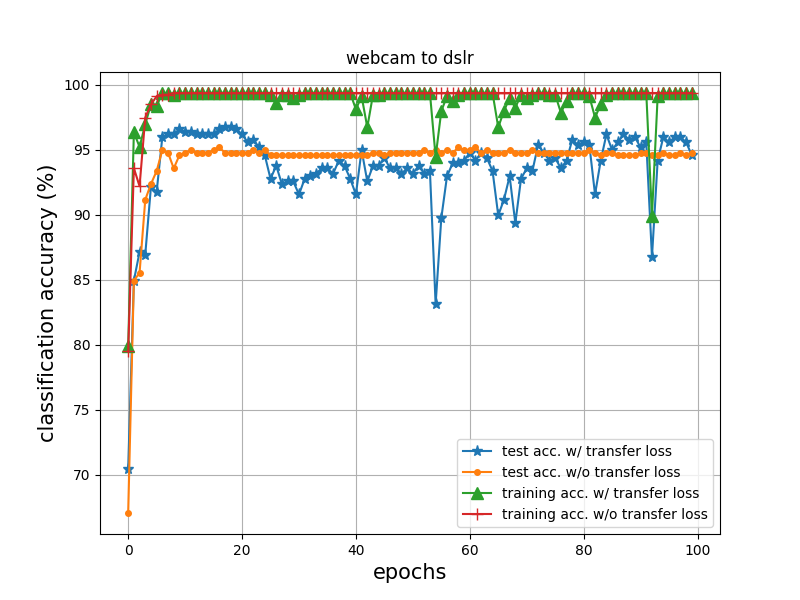 webcam to dslr
classification accuracy (%)
100
95
90
85
80
75
70
test acc. w/ transfer loss
test acc. w/o transfer loss
training acc. w/ transfer loss
training acc. w/o transfer loss
0 20 40 60 80 100
epochs